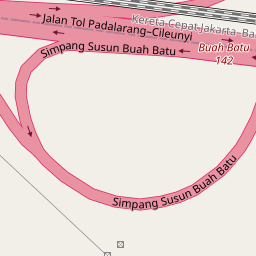 Kereta Cepat Jakarta–Ba
Jalan Tol Padalarang–Cileunyi
Simpang Susun Buah Batu
Buah Batu
142
Simpang Susun Buah Batu